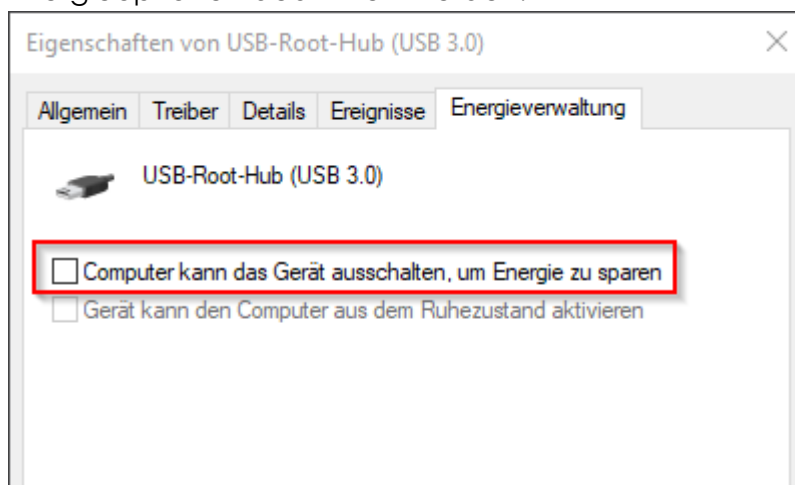 Eigenschaften von USB-Root-Hub (USB 3.0)
Allgemein Treiber Details Ereignisse Energieverwaltung
USB-Root-Hub (USB 3.0)
Computer kann das Gerät ausschalten, um Energie zu sparen
Gerät kann den Computer aus dem Ruhezustand aktivieren